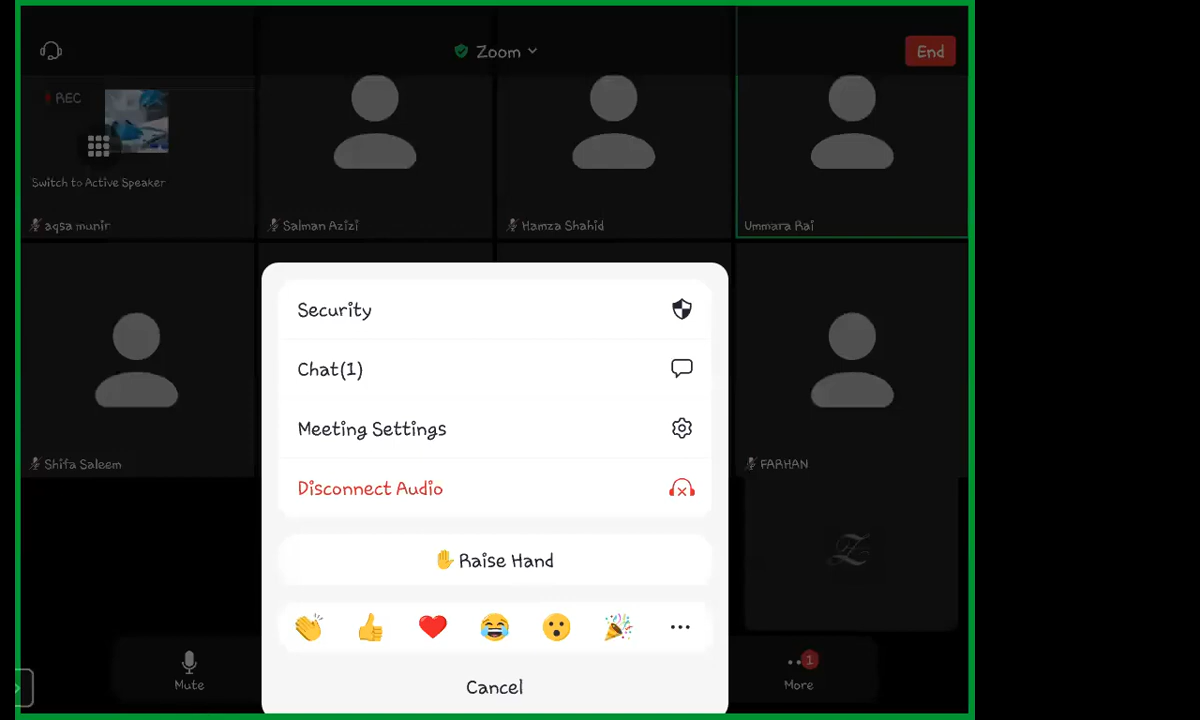 Zoom
End
REC
Switch to Active Speaker
aqsa munir
Salman Azizi
Hamza Shahid
Ummara Rai
Security
Chat(1)
Meeting Settings
Disconnect Audio
Shifa Saleem
FARHAN
Raise Hand
Mute
1
More
Cancel